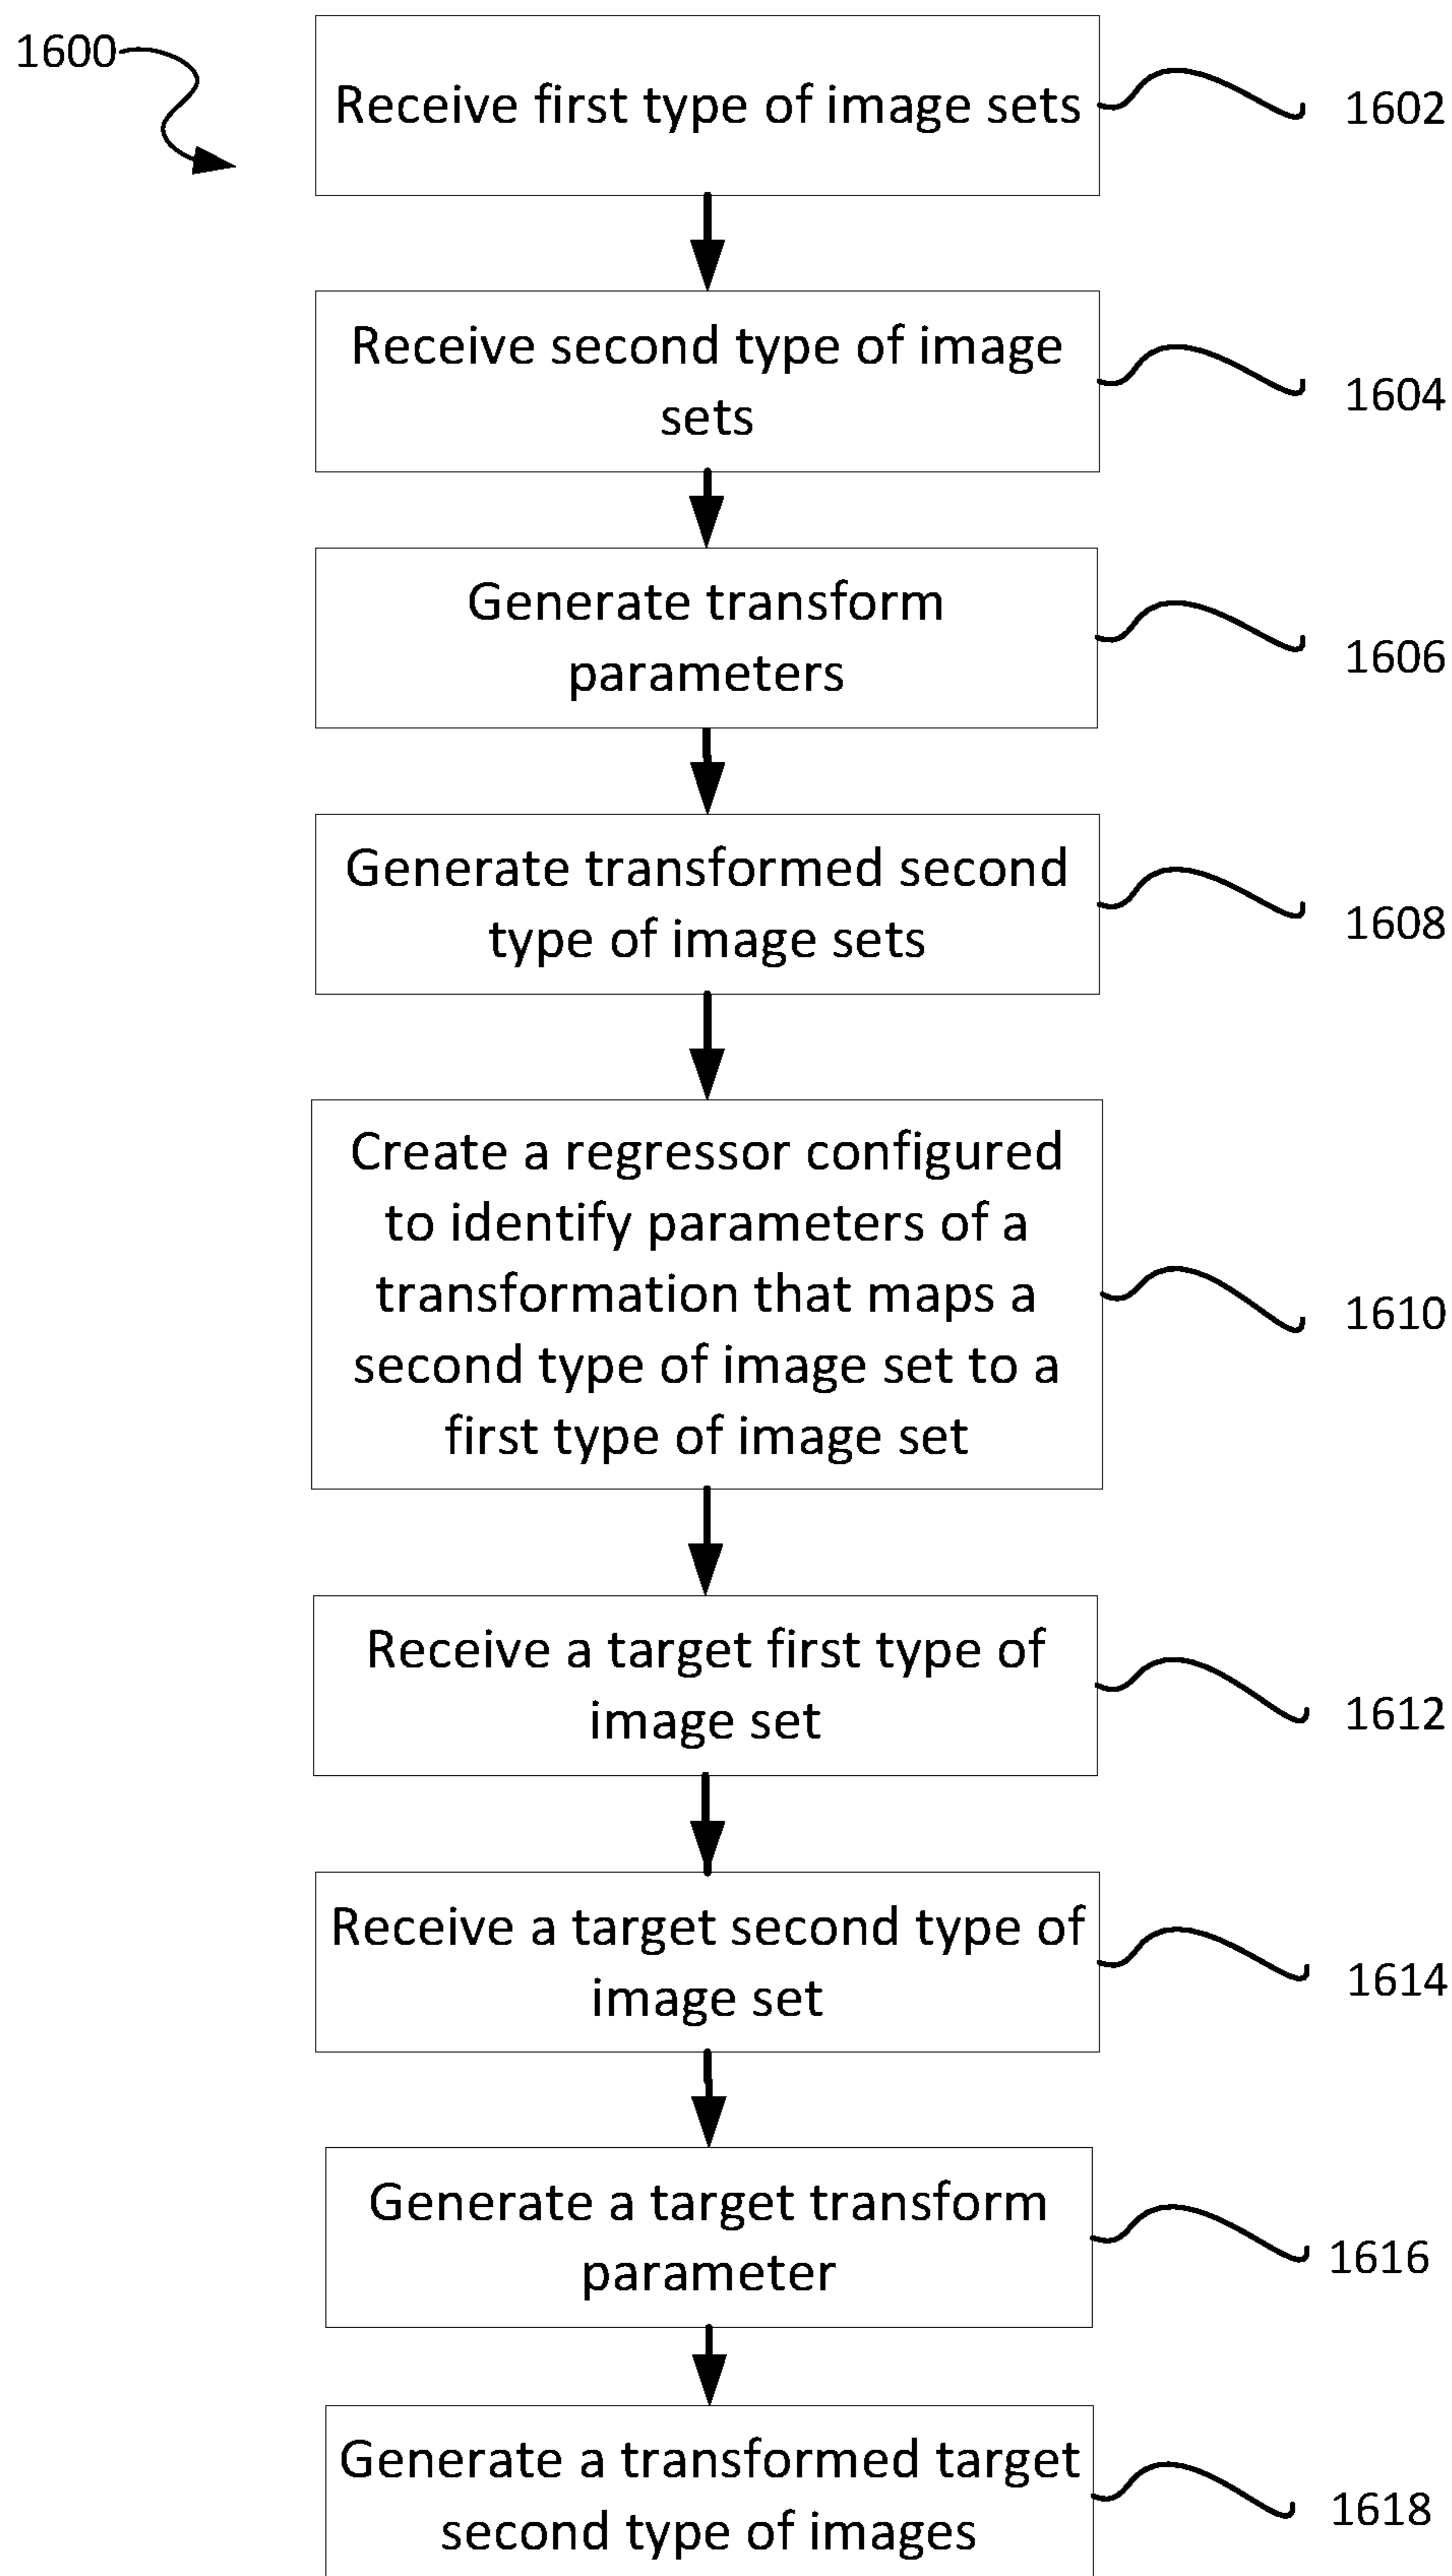 1600
Receive first type of image sets
1602
Receive second type of image
sets
1604
Generate transform
parameters
1606
Generate transformed second
type of image sets
1608
Create a regressor configured
to identify parameters of a
transformation that maps a
second type of image set to a
first type of image set
1610
Receive a target first type of
image set
1612
Receive a target second type of
image set
1614
Generate a target transform
parameter
1616
Generate a transformed target
second type of images
1618